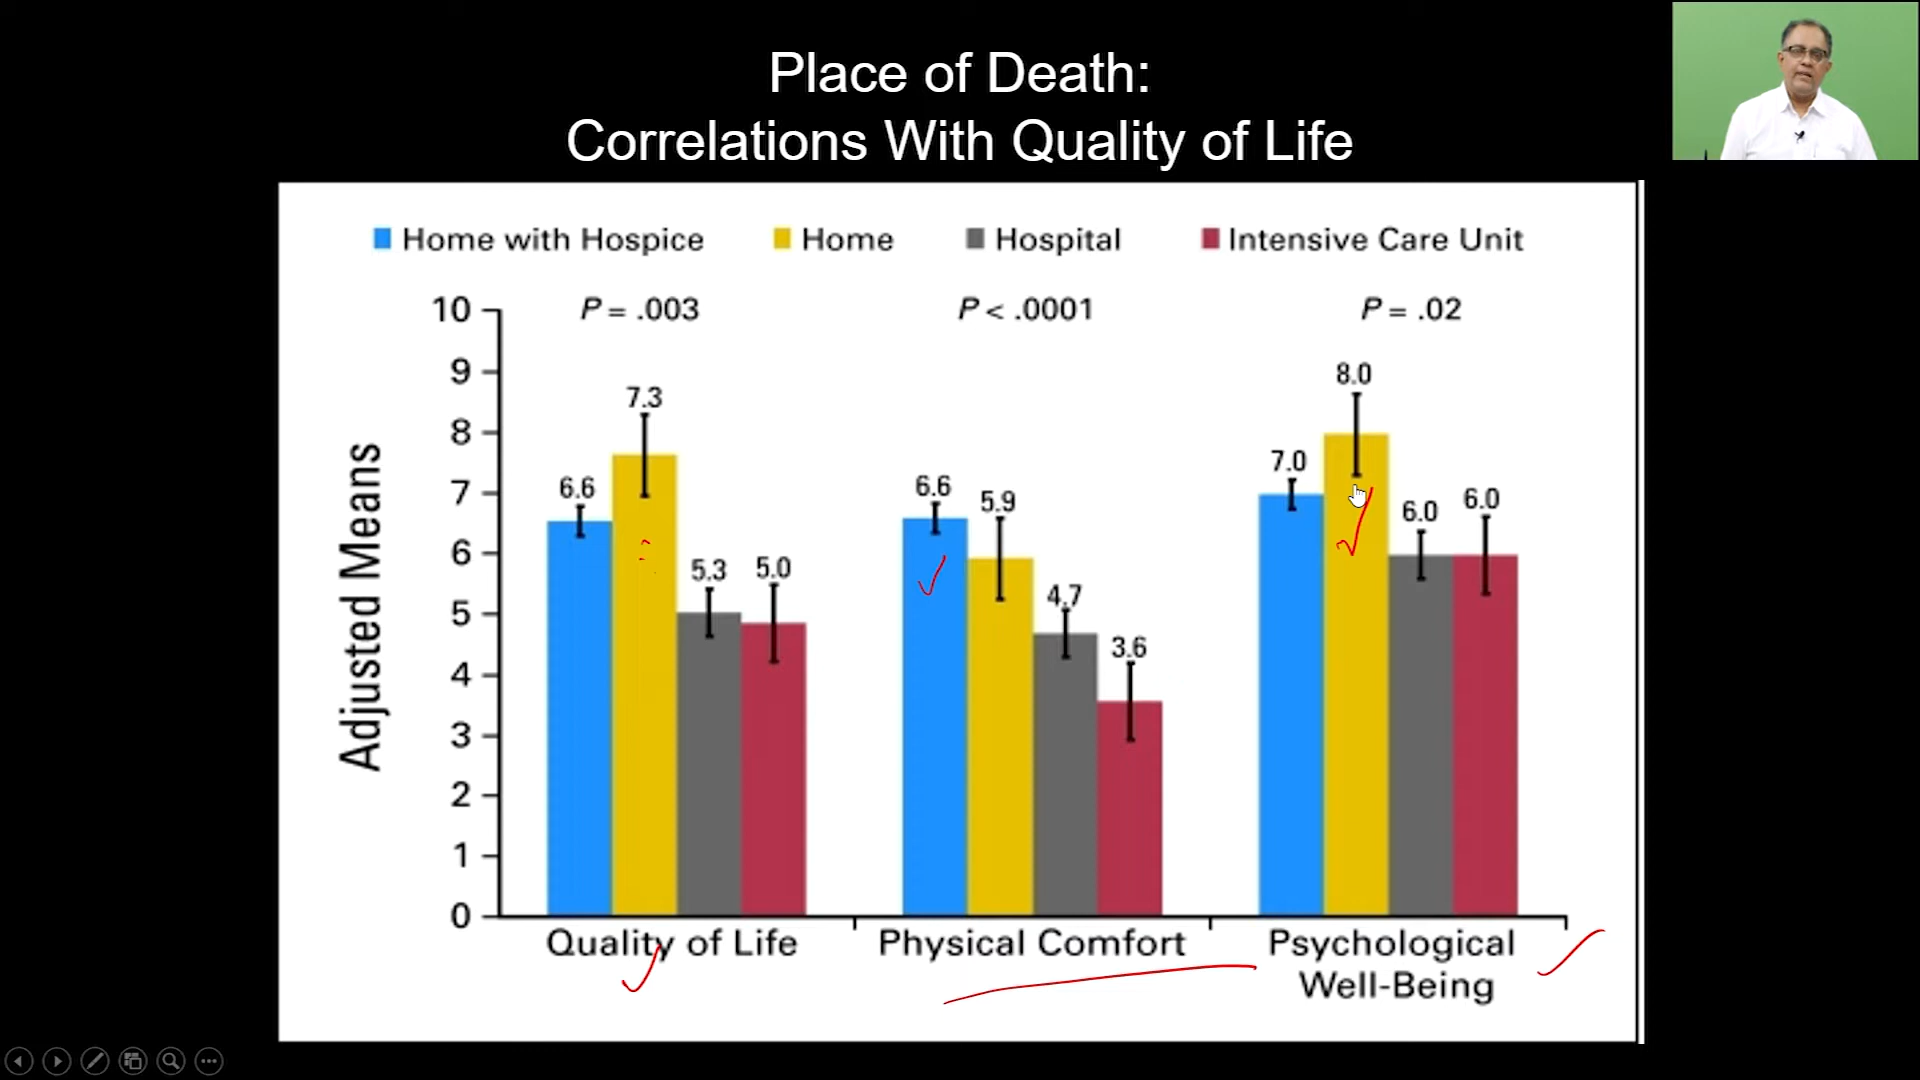 Place of Death:
Correlations With Quality of Life
Home with Hospice Home Hospital Intensive Care Unit
P = .003 P < .0001 P = .02
Adjusted Means
10
9
8
7
6
5
4
3
2
1
0
6.6 7.3 5.3 5.0
6.6 5.9 4.7 3.6
7.0 8.0 6.0 6.0
Quality of Life Physical Comfort Psychological
Well-Being